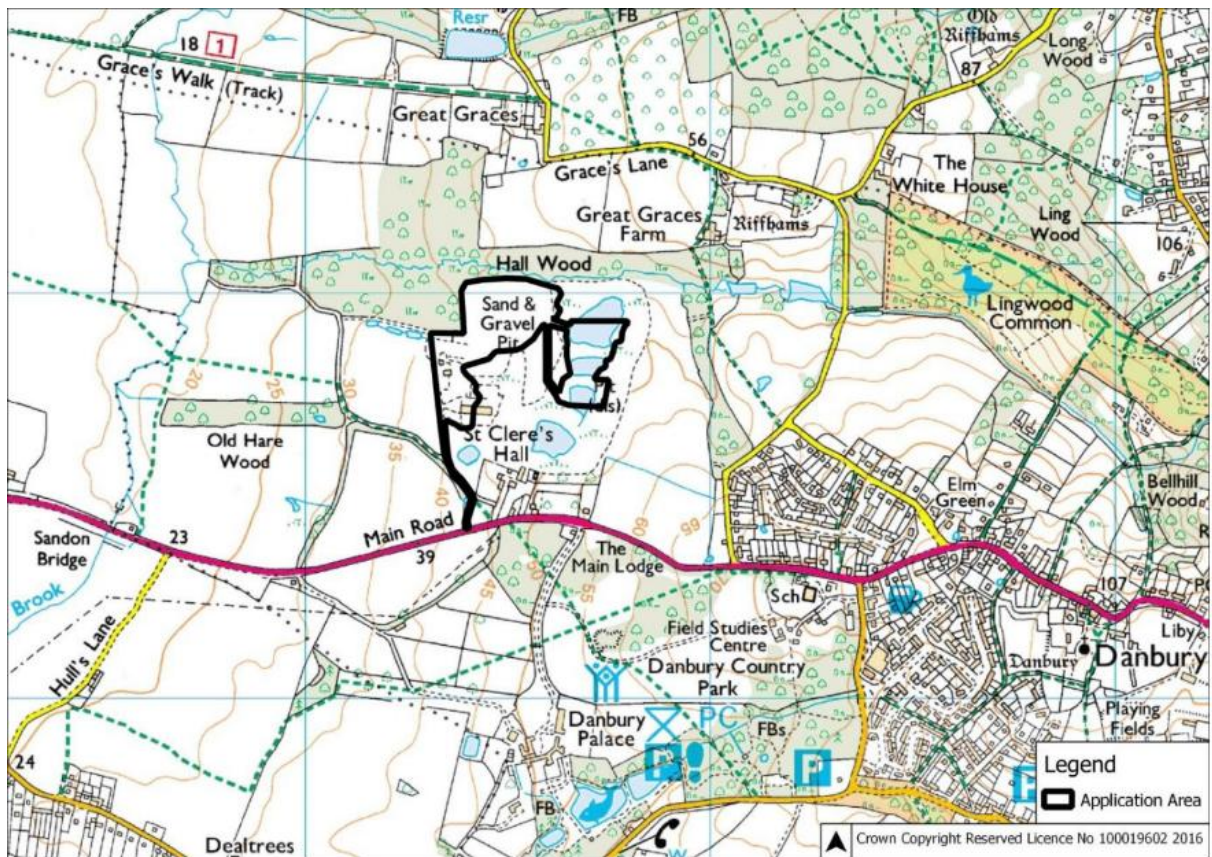 Resr
FB
Old
Riffhams
Long
Wood
18
1
87
Grace's Walk (Track)
Great Graces
56
Grace's Lane
The
White House
Great Graces
Farm
Riffhams
Ling
Wood
106
Hall Wood
Sand &
Gravel
Pit
Lingwood
Common
20
25
30
35
40
Old Hare
Wood
St Clere's
Hall
Elm
Green
Bellhill
Wood
Main Road
60
65
Sandon
Bridge
23
39
The
Main Lodge
45
50
55
70
107
Sch
Brook
Hull's Lane
Field Studies
Centre
Danbury Country
Park
Liby
Danbury
Danbury
Danbury
Palace
PC
FBs
P
P
Playing
Fields
24
FB
P
Dealtrees
Legend
Application Area
Crown Copyright Reserved Licence No 100019602 2016